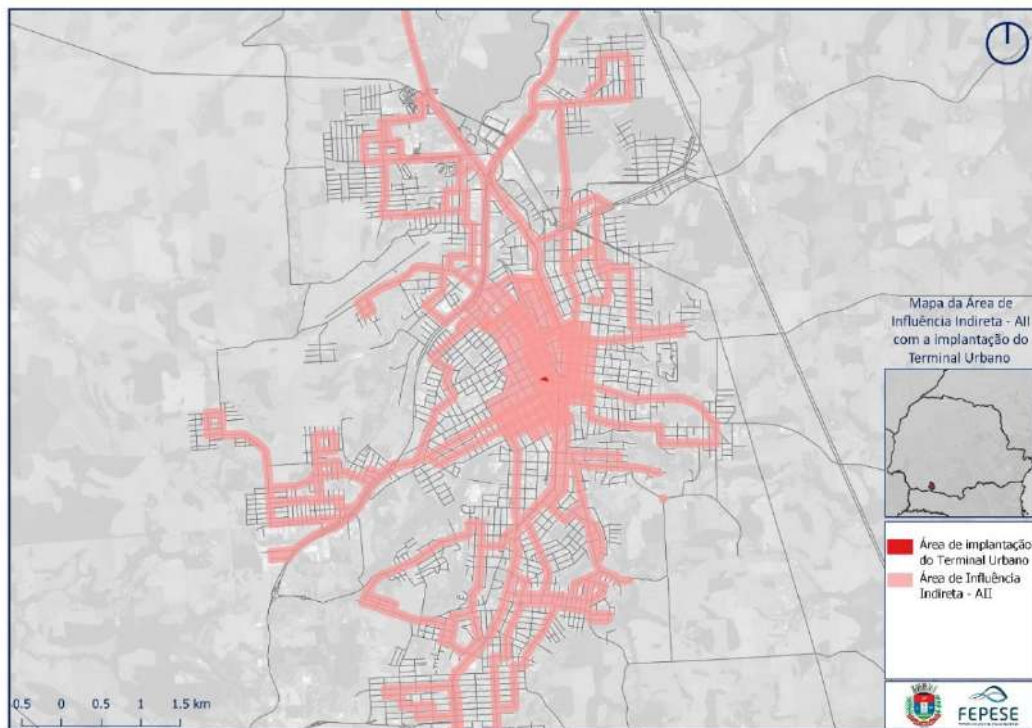 Mapa da Área de
Influência Indireta - AII
com a implantação do
Terminal Urbano
Área de implantação
do Terminal Urbano
Área de Influência
Indireta - AII
0.5 0 0.5 1 1.5 km
FEPESE